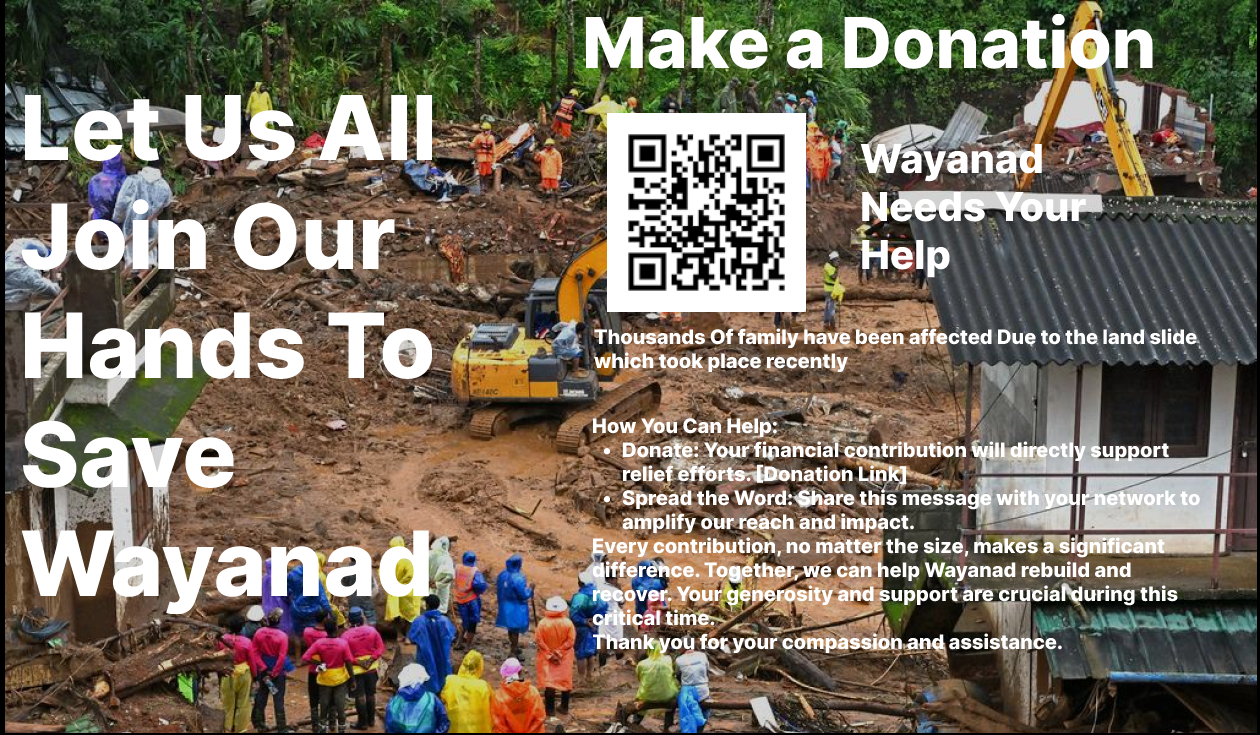 Make a Donation
Let Us All
Join Our
Hands To
Save
Wayanad
Wayanad
Needs Your
Help
Thousands Of family have been affected Due to the land slide
which took place recently
How You Can Help:
• Donate: Your financial contribution will directly support
relief efforts. [Donation Link]
• Spread the Word: Share this message with your network to
amplify our reach and impact.
Every contribution, no matter the size, makes a significant
difference. Together, we can help Wayanad rebuild and
recover. Your generosity and support are crucial during this
critical time.
Thank you for your compassion and assistance.